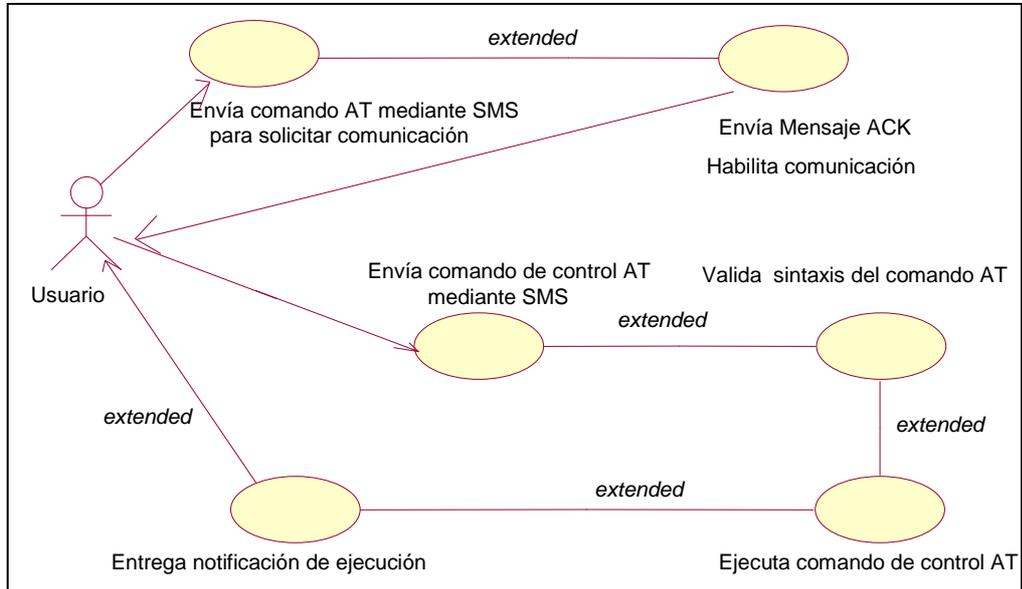 extended
Envía comando AT mediante SMS
para solicitar comunicación
Envía Mensaje ACK
Habilita comunicación
Usuario
Envía comando de control AT
mediante SMS
Valida sintaxis del comando AT
extended
extended
extended
extended
Entrega notificación de ejecución
Ejecuta comando de control AT